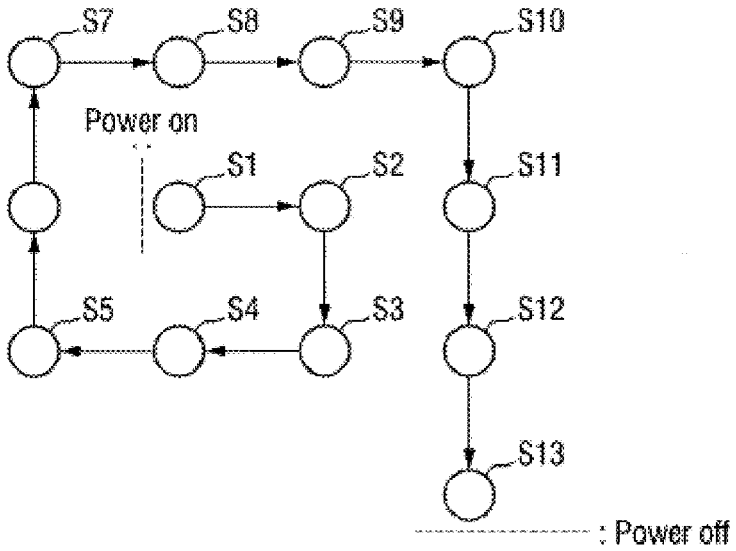 S7 S8 S9 S10
Power on
S1 S2 S11
S5 S4 S3 S12
S13
: Power off